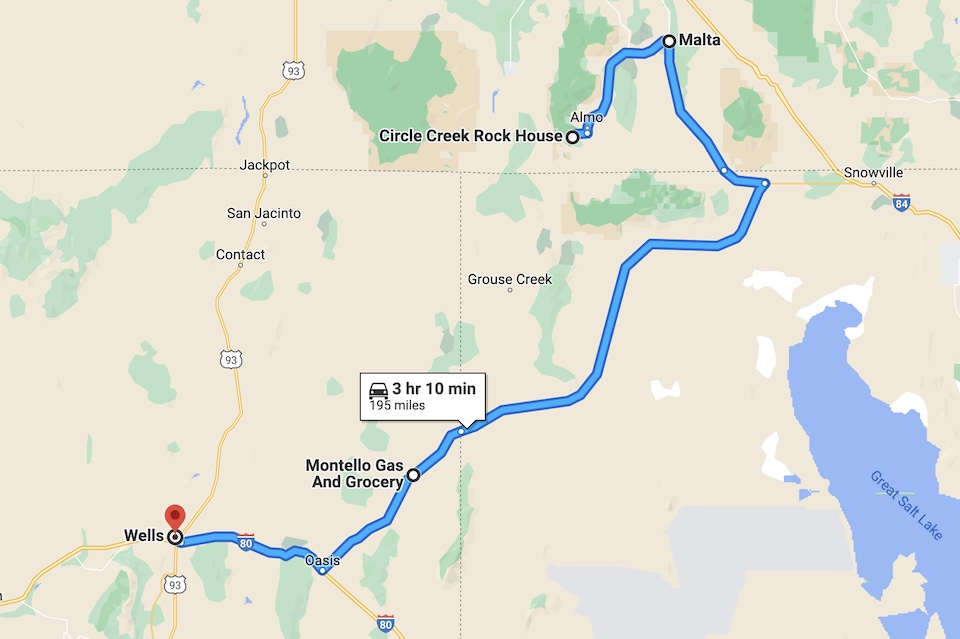 Malta
93
Almo
Circle Creek Rock House
Jackpot
Snowville
84
San Jacinto
Contact
Grouse Creek
93
3 hr 10 min
195 miles
Montello Gas
And Grocery
Great Salt Lake
Wells
80
Oasis
93
80